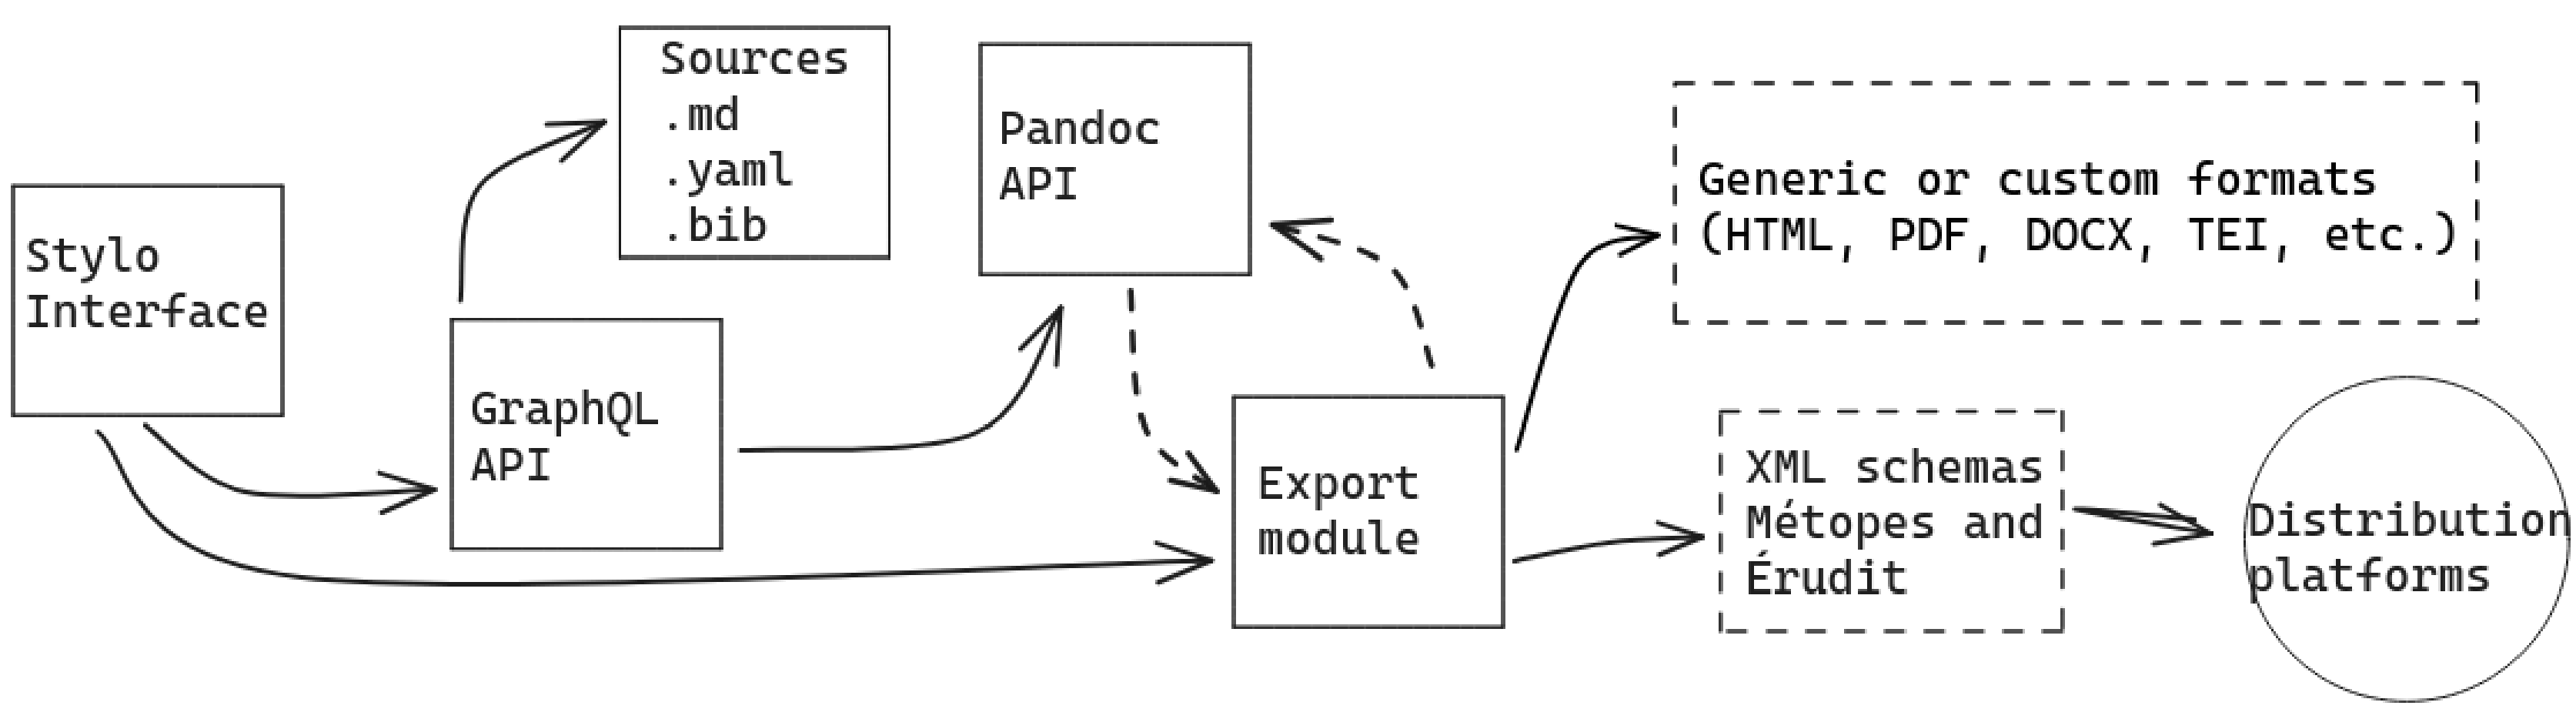 Stylo
Interface
Sources
.md
.yaml
.bib
GraphQL
API
Pandoc
API
Export
module
Generic or custom formats
(HTML, PDF, DOCX, TEI, etc.)
XML schemas
Métopes and
Érudit
Distribution
platforms